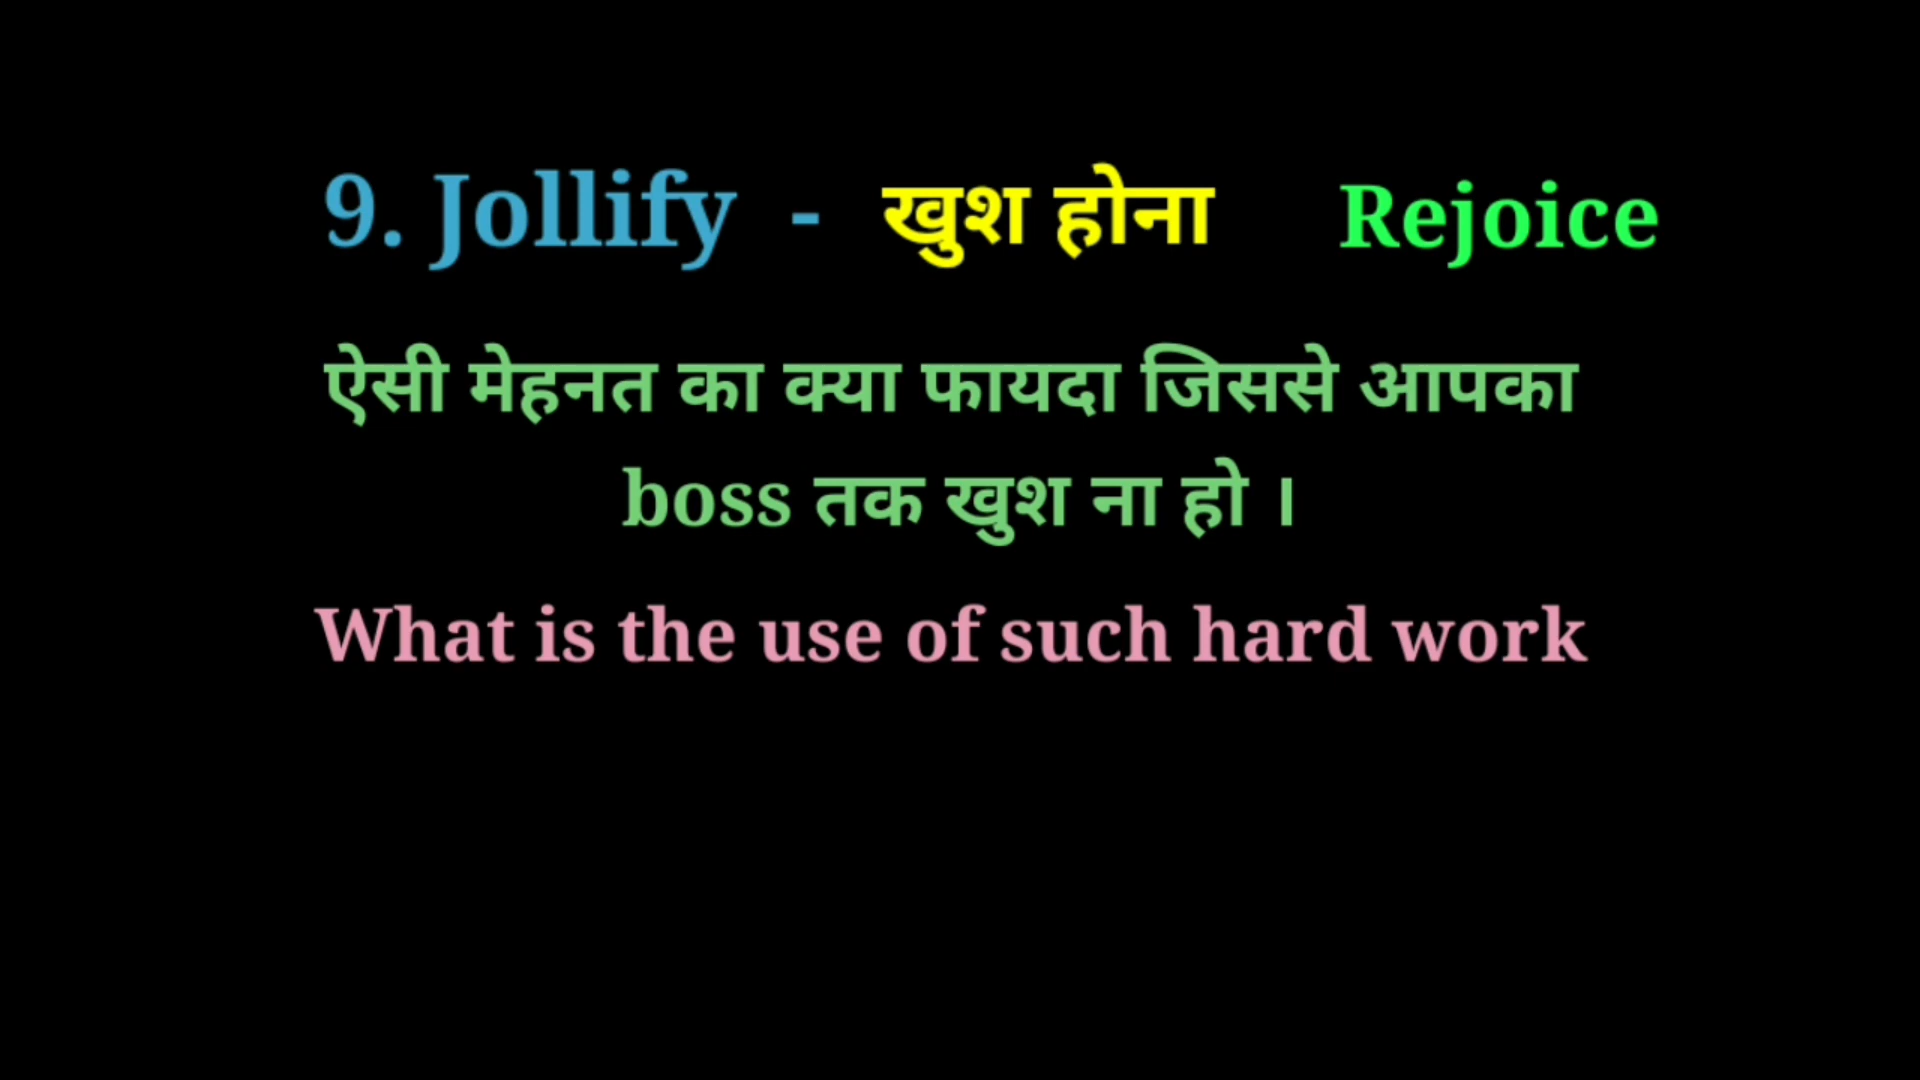 9. Jollify - खुश होना Rejoice
ऐसी मेहनत का क्या फायदा जिससे आपका
boss तक खुश ना हो ।
What is the use of such hard work